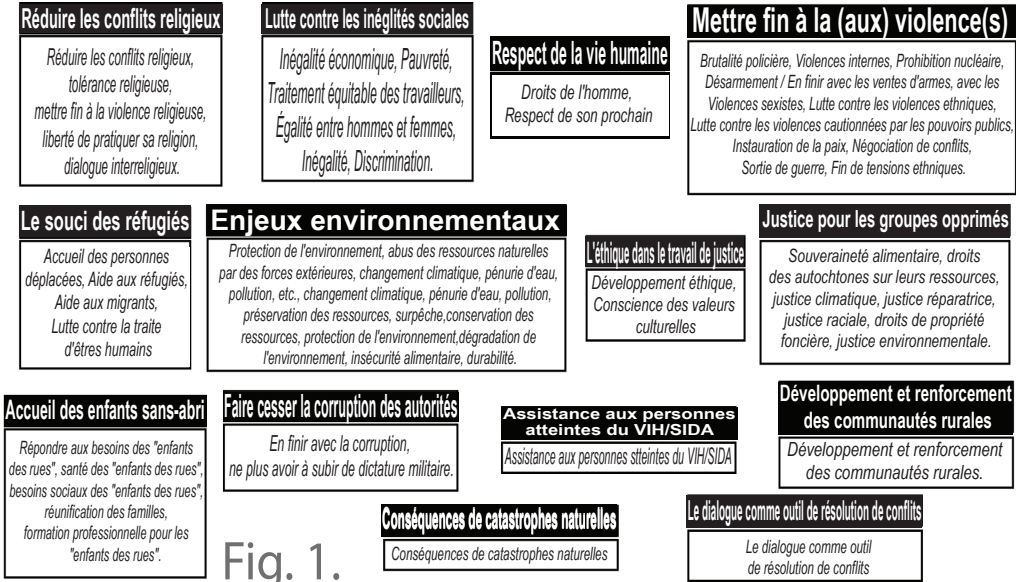 Réduire les conflits religieux
Réduire les conflits religieux,
tolérance religieuse,
mettre fin à la violence religieuse,
liberté de pratiquer sa religion,
dialogue interreligieux.
Lutte contre les inéglités sociales
Inégalité économique, Pauvreté,
Traitement équitable des travailleurs,
Égalité entre hommes et femmes,
Inégalité, Discrimination.
Respect de la vie humaine
Droits de l'homme,
Respect de son prochain
Mettre fin à la (aux) violence(s)
Brutalité policière, Violences internes, Prohibition nucléaire,
Désarmement / En finir avec les ventes d'armes, avec les
Violences sexistes, Lutte contre les violences ethniques,
Lutte contre les violences cautionnées par les pouvoirs publics,
Instauration de la paix, Négociation de conflits,
Sortie de guerre, Fin de tensions ethniques.
Le souci des réfugiés
Accueil des personnes
déplacées, Aide aux réfugiés,
Aide aux migrants,
Lutte contre la traite
d'êtres humains
Enjeux environnementaux
Protection de l'environnement, abus des ressources naturelles
par des forces extérieures, changement climatique, pénurie d'eau,
pollution, etc., changement climatique, pénurie d'eau, pollution,
préservation des ressources, surpêche,conservation des
ressources, protection de l'environnement,dégradation de
l'environnement, insécurité alimentaire, durabilité.
L'éthique dans le travail de justice
Développement éthique,
Conscience des valeurs
culturelles
Justice pour les groupes opprimés
Souveraineté alimentaire, droits
des autochtones sur leurs ressources,
justice climatique, justice réparatrice,
justice raciale, droits de propriété
foncière, justice environnementale.
Accueil des enfants sans-abri
Répondre aux besoins des "enfants
des rues", santé des "enfants des rues",
besoins sociaux des "enfants des rues",
réunification des familles,
formation professionnelle pour les
"enfants des rues".
Faire cesser la corruption des autorités
En finir avec la corruption,
ne plus avoir à subir de dictature militaire.
Assistance aux personnes
atteintes du VIH/SIDA
Assistance aux personnes stteintes du VIH/SIDA
Développement et renforcement
des communautés rurales
Développement et renforcement
des communautés rurales.
Conséquences de catastrophes naturelles
Conséquences de catastrophes naturelles
Le dialogue comme outil de résolution de conflits
Le dialogue comme outil
de résolution de conflits
Fig. 1.